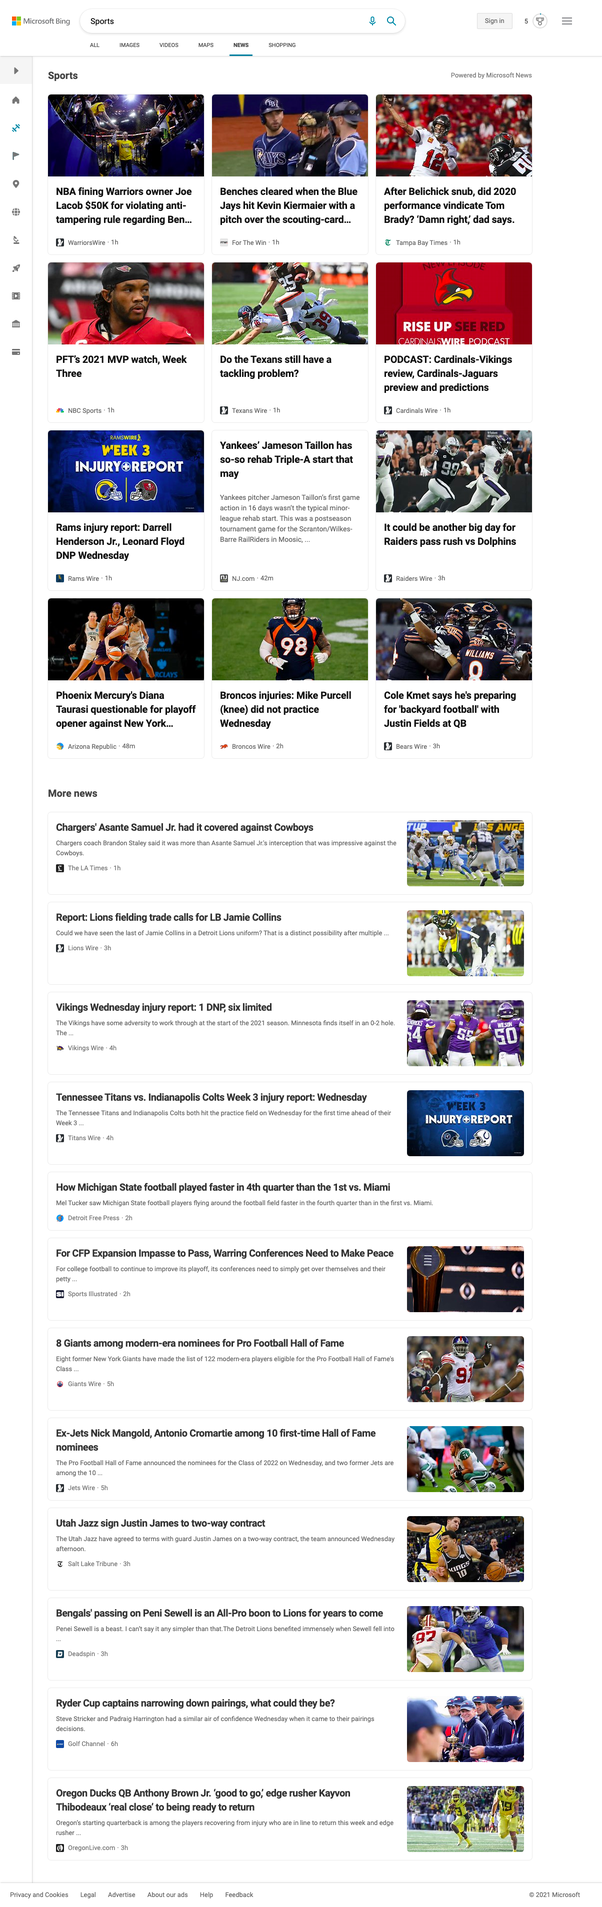 Microsoft Bing
Sports
Sign in
5
ALL IMAGES VIDEOS MAPS NEWS SHOPPING
Sports
Powered by Microsoft News
NBA fining Warriors owner Joe
Lacob $50K for violating anti-
tampering rule regarding Ben...
WarriorsWire · 1h
RAYS
Benches cleared when the Blue
Jays hit Kevin Kiermaier with a
pitch over the scouting-card...
For The Win · 1h
12
After Belichick snub, did 2020
performance vindicate Tom
Brady? ‘Damn right,’ dad says.
Tampa Bay Times · 1h
PFT's 2021 MVP watch, Week
Three
NBC Sports · 1h
25
39
Do the Texans still have a
tackling problem?
Texans Wire · 1h
RISE UP SEE RED
CARDINALSWIRE PODCAST
PODCAST: Cardinals-Vikings
review, Cardinals-Jaguars
preview and predictions
Cardinals Wire · 1h
RAMSWIRE
WEEK 3
INJURY+REPORT
Rams injury report: Darrell
Henderson Jr., Leonard Floyd
DNP Wednesday
Rams Wire · 1h
Yankees’ Jameson Taillon has
so-so rehab Triple-A start that
may
Yankees pitcher Jameson Taillon's first game
action in 16 days wasn't the typical minor-
league rehab start. This was a postseason
tournament game for the Scranton/Wilkes-
Barre RailRiders in Moosic, ...
NJ.com · 42m
70
99
8
It could be another big day for
Raiders pass rush vs Dolphins
Raiders Wire · 3h
BARCLAYS
Phoenix Mercury's Diana
Taurasi questionable for playoff
opener against New York...
Arizona Republic · 48m
98
Broncos injuries: Mike Purcell
(knee) did not practice
Wednesday
Broncos Wire · 2h
WILLIAMS
8
Cole Kmet says he's preparing
for 'backyard football' with
Justin Fields at QB
Bears Wire · 3h
More news
Chargers' Asante Samuel Jr. had it covered against Cowboys
Chargers coach Brandon Staley said it was more than Asante Samuel Jr.'s interception that was impressive against the
Cowboys.
The LA Times · 1h
Report: Lions fielding trade calls for LB Jamie Collins
Could we have seen the last of Jamie Collins in a Detroit Lions uniform? That is a distinct possibility after multiple ...
Lions Wire · 3h
Vikings Wednesday injury report: 1 DNP, six limited
The Vikings have some adversity to work through at the start of the 2021 season. Minnesota finds itself in an 0-2 hole.
The ...
Vikings Wire · 4h
54
55
50
Tennessee Titans vs. Indianapolis Colts Week 3 injury report: Wednesday
The Tennessee Titans and Indianapolis Colts both hit the practice field on Wednesday for the first time ahead of their
Week 3 ...
Titans Wire · 4h
WEEK 3
INJURY+REPORT
How Michigan State football played faster in 4th quarter than the 1st vs. Miami
Mel Tucker saw Michigan State football players flying around the football field faster in the fourth quarter than in the first vs. Miami.
Detroit Free Press · 2h
For CFP Expansion Impasse to Pass, Warring Conferences Need to Make Peace
For college football to continue to improve its playoff, its conferences need to simply get over themselves and their
petty ...
Sports Illustrated · 2h
8 Giants among modern-era nominees for Pro Football Hall of Fame
Eight former New York Giants have made the list of 122 modern-era players eligible for the Pro Football Hall of Fame's
Class ...
Giants Wire · 5h
91
Ex-Jets Nick Mangold, Antonio Cromartie among 10 first-time Hall of Fame
nominees
The Pro Football Hall of Fame announced the nominees for the Class of 2022 on Wednesday, and two former Jets are
among the 10 ...
Jets Wire · 5h
Utah Jazz sign Justin James to two-way contract
The Utah Jazz have agreed to terms with guard Justin James on a two-way contract, the team announced Wednesday
afternoon.
Salt Lake Tribune · 3h
KINGS
10
Bengals' passing on Peni Sewell is an All-Pro boon to Lions for years to come
Penei Sewell is a beast. I can't say it any simpler than that.The Detroit Lions benefited immensely when Sewell fell into
...
Deadspin · 3h
97
Ryder Cup captains narrowing down pairings, what could they be?
Steve Stricker and Padraig Harrington had a similar air of confidence Wednesday when it came to their pairings
decisions.
Golf Channel · 6h
Oregon Ducks QB Anthony Brown Jr. ‘good to go,’ edge rusher Kayvon
Thibodeaux ‘real close’ to being ready to return
Oregon's starting quarterback is among the players recovering from injury who are in line to return this week and edge
rusher ...
OregonLive.com · 3h
Privacy and Cookies Legal Advertise About our ads Help Feedback
© 2021 Microsoft